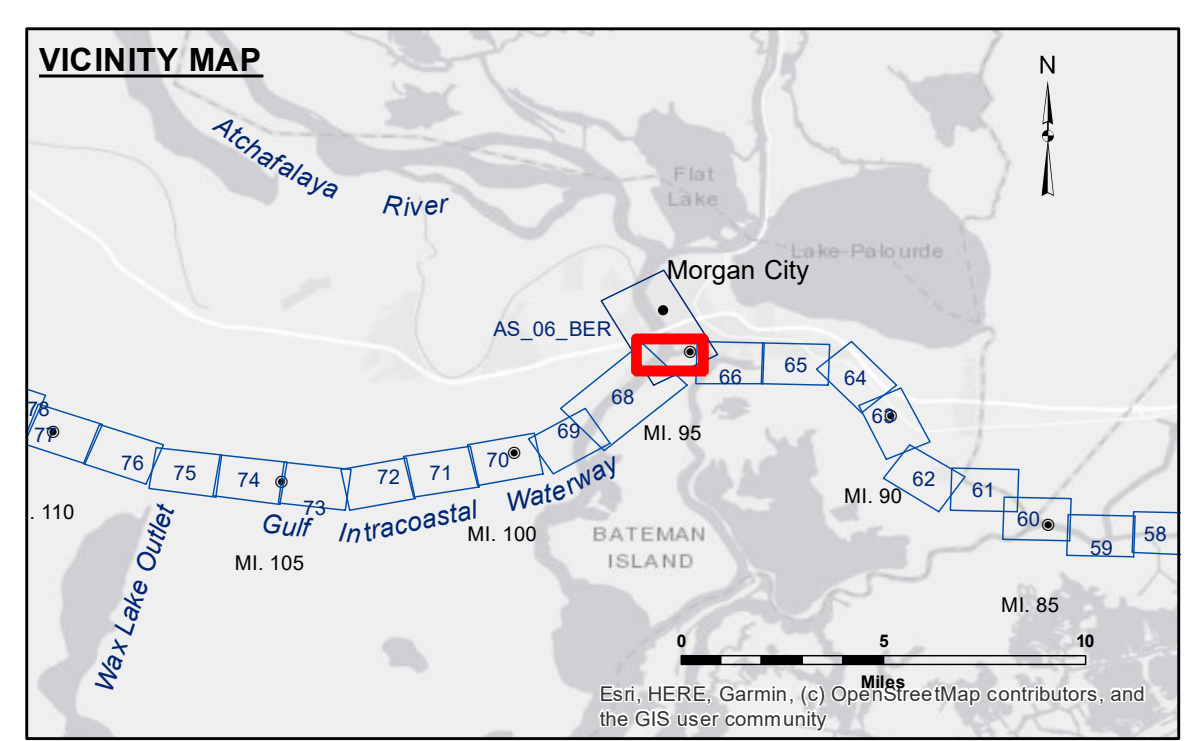 VICINITY MAP
N
Atchafalaya
River
Flat
Lake
Lake Palourde
Morgan City
AS_06_BER
66
65
64
63
62
61
60
59
58
68
69
70
71
72
73
74
75
76
77
78
MI. 95
MI. 90
MI. 85
MI. 100
MI. 105
. 110
Gulf Intracoastal Waterway
Wax Lake Outlet
BATEMAN
ISLAND
0 5 10
Miles
Esri, HERE, Garmin, (c) OpenStreetMap contributors, and
the GIS user community